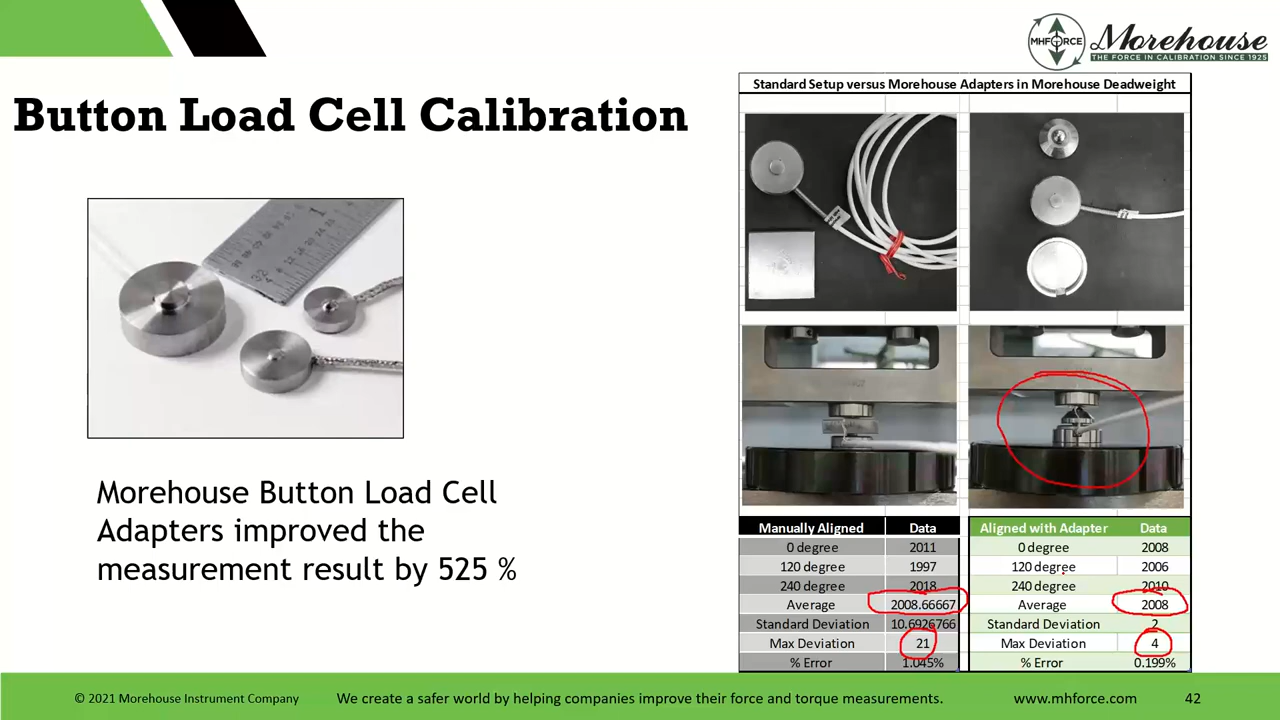 MHFORCE
Morehouse
THE FORCE IN CALIBRATION SINCE 1925
Button Load Cell Calibration
Morehouse Button Load Cell
Adapters improved the
measurement result by 525 %
Standard Setup versus Morehouse Adapters in Morehouse Deadweight
Manually Aligned Data
0 degree 2011
120 degree 1997
240 degree 2018
Average 2008.66667
Standard Deviation 10.6926766
Max Deviation 21
% Error 1.045%
Aligned with Adapter Data
0 degree 2008
120 degree 2006
240 degree 2010
Average 2008
Standard Deviation 2
Max Deviation 4
% Error 0.199%
© 2021 Morehouse Instrument Company We create a safer world by helping companies improve their force and torque measurements. www.mhforce.com 42